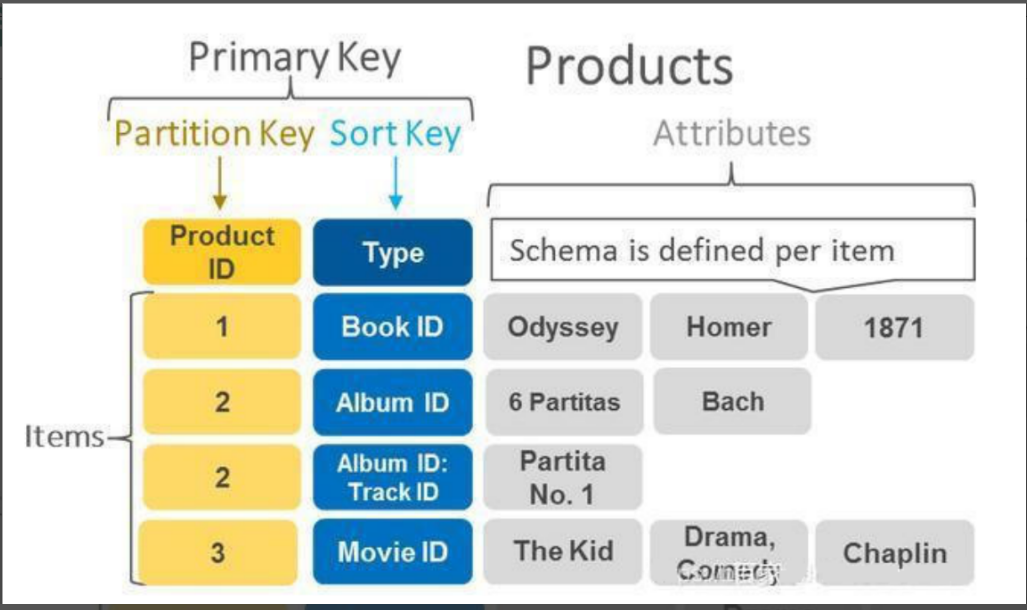 Primary Key
Products
Partition Key
Sort Key
Attributes
Product
ID
Type
Schema is defined per item
Items
1
Book ID
Odyssey
Homer
1871
2
Album ID
6 Partitas
Bach
2
Album ID:
Track ID
Partita
No. 1
3
Movie ID
The Kid
Drama,
Comedy
Chaplin